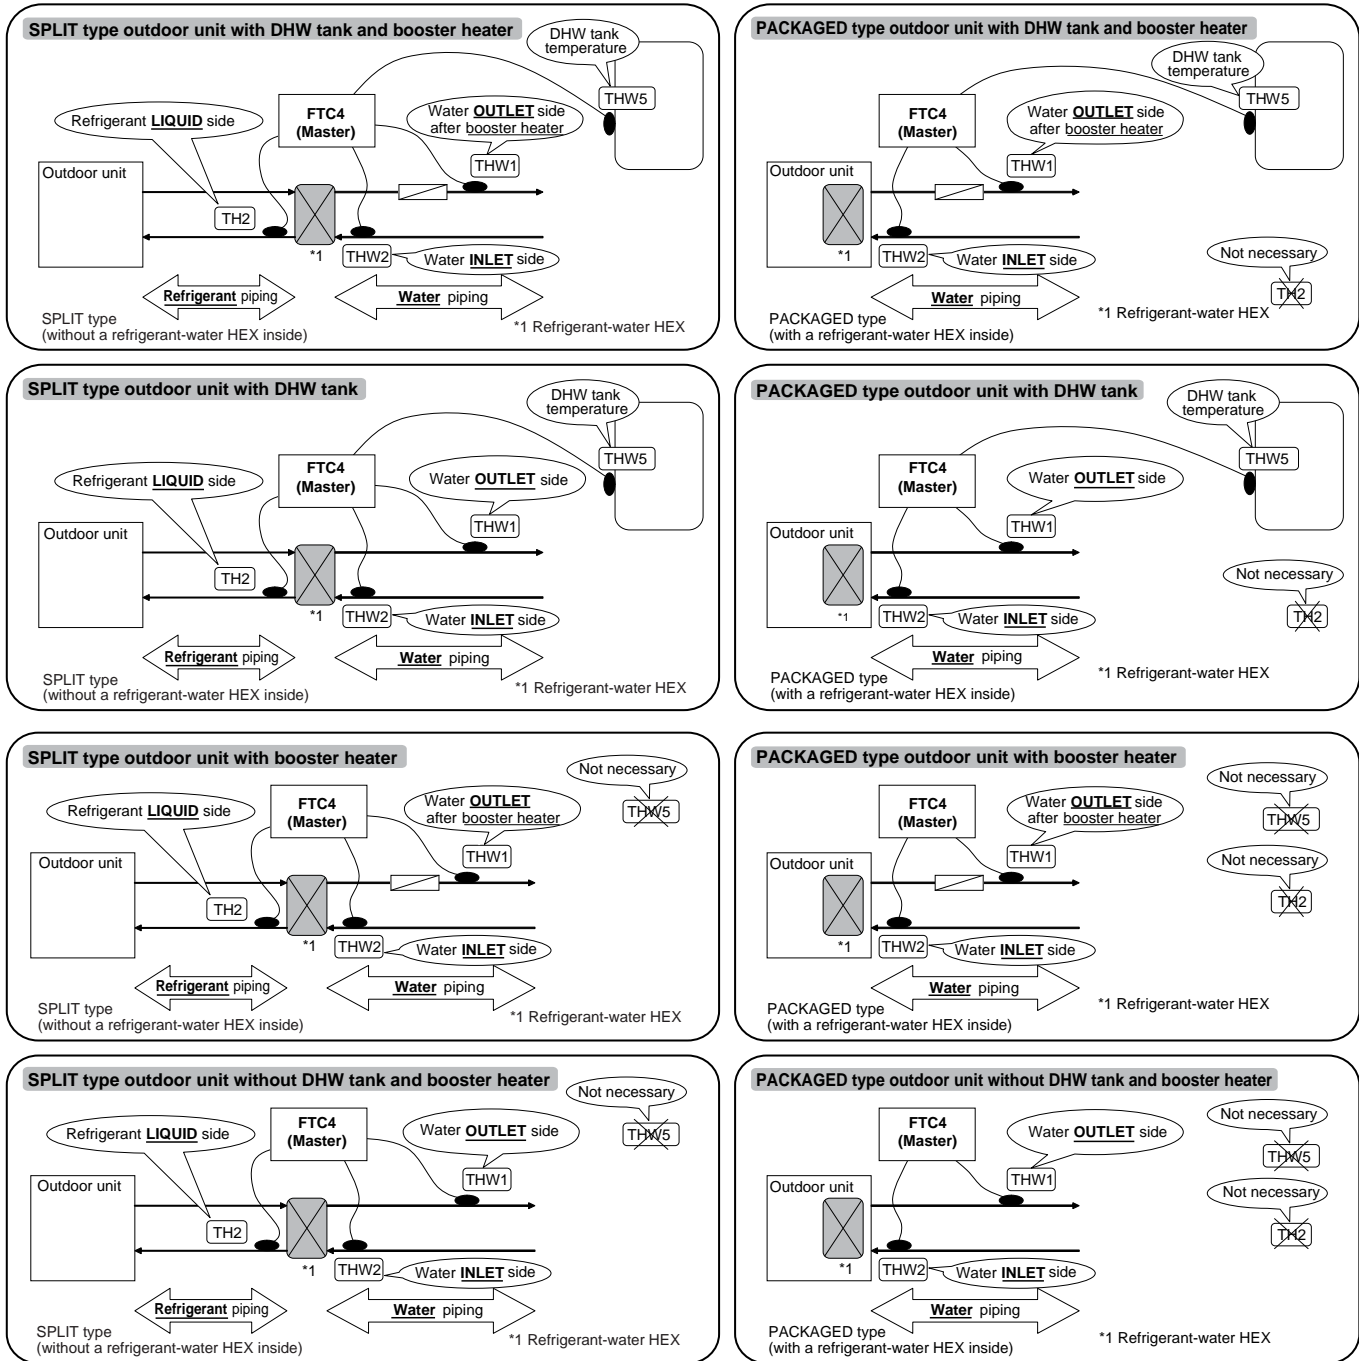 SPLIT type outdoor unit with DHW tank and booster heater
DHW tank
temperature
THW5
Refrigerant LIQUID side
FTC4
(Master)
Water OUTLET side
after booster heater
THW1
Outdoor unit
TH2
*1
THW2
Water INLET side
Refrigerant piping
Water piping
SPLIT type
(without a refrigerant-water HEX inside)
*1 Refrigerant-water HEX
PACKAGED type outdoor unit with DHW tank and booster heater
DHW tank
temperature
THW5
FTC4
(Master)
Water OUTLET side
after booster heater
THW1
Outdoor unit
*1
THW2
Water INLET side
Not necessary
TH2
Water piping
PACKAGED type
(with a refrigerant-water HEX inside)
*1 Refrigerant-water HEX
SPLIT type outdoor unit with DHW tank
DHW tank
temperature
THW5
Refrigerant LIQUID side
FTC4
(Master)
Water OUTLET side
THW1
Outdoor unit
TH2
*1
THW2
Water INLET side
Refrigerant piping
Water piping
SPLIT type
(without a refrigerant-water HEX inside)
*1 Refrigerant-water HEX
PACKAGED type outdoor unit with DHW tank
DHW tank
temperature
THW5
FTC4
(Master)
Water OUTLET side
THW1
Outdoor unit
*1
THW2
Water INLET side
Not necessary
TH2
Water piping
PACKAGED type
(with a refrigerant-water HEX inside)
*1 Refrigerant-water HEX
SPLIT type outdoor unit with booster heater
Not necessary
THW5
Refrigerant LIQUID side
FTC4
(Master)
Water OUTLET
after booster heater
THW1
Outdoor unit
TH2
*1
THW2
Water INLET side
Refrigerant piping
Water piping
SPLIT type
(without a refrigerant-water HEX inside)
*1 Refrigerant-water HEX
PACKAGED type outdoor unit with booster heater
Not necessary
THW5
FTC4
(Master)
Water OUTLET side
after booster heater
THW1
Outdoor unit
Not necessary
TH2
*1
THW2
Water INLET side
Water piping
PACKAGED type
(with a refrigerant-water HEX inside)
*1 Refrigerant-water HEX
SPLIT type outdoor unit without DHW tank and booster heater
Not necessary
THW5
Refrigerant LIQUID side
FTC4
(Master)
Water OUTLET side
THW1
Outdoor unit
TH2
*1
THW2
Water INLET side
Refrigerant piping
Water piping
SPLIT type
(without a refrigerant-water HEX inside)
*1 Refrigerant-water HEX
PACKAGED type outdoor unit without DHW tank and booster heater
Not necessary
THW5
FTC4
(Master)
Water OUTLET side
THW1
Outdoor unit
Not necessary
TH2
*1
THW2
Water INLET side
Water piping
PACKAGED type
(with a refrigerant-water HEX inside)
*1 Refrigerant-water HEX